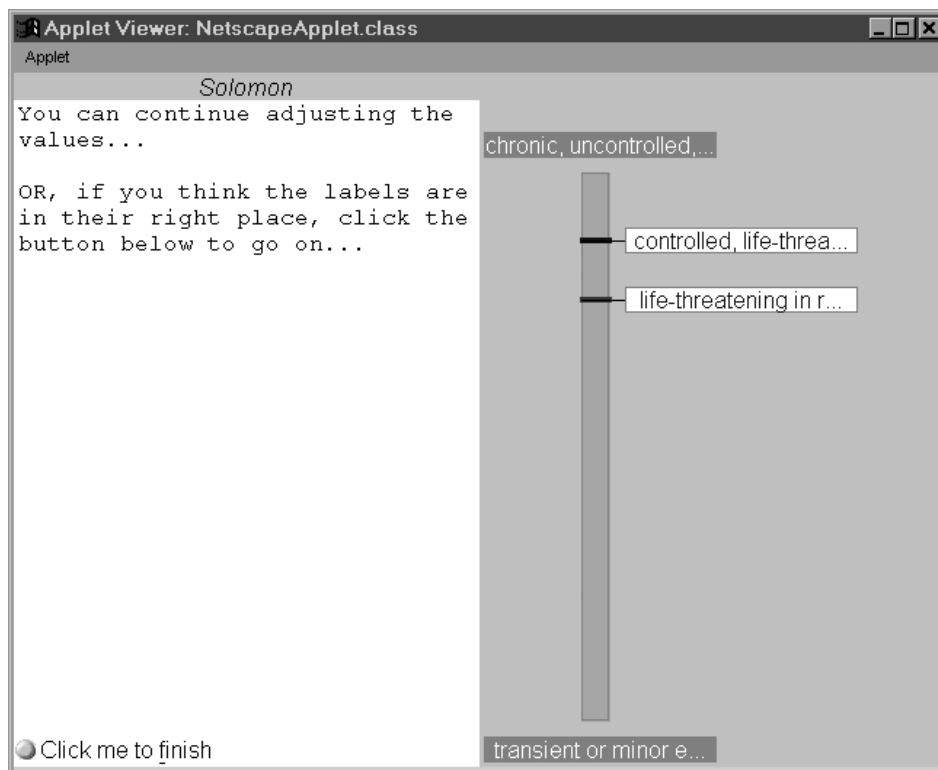 Applet Viewer: NetscapeApplet.class
Applet
Solomon
You can continue adjusting the
values...
OR, if you think the labels are
in their right place, click the
button below to go on...
Click me to finish
chronic, uncontrolled,...
controlled, life-threa...
life-threatening in r...
transient or minor e...